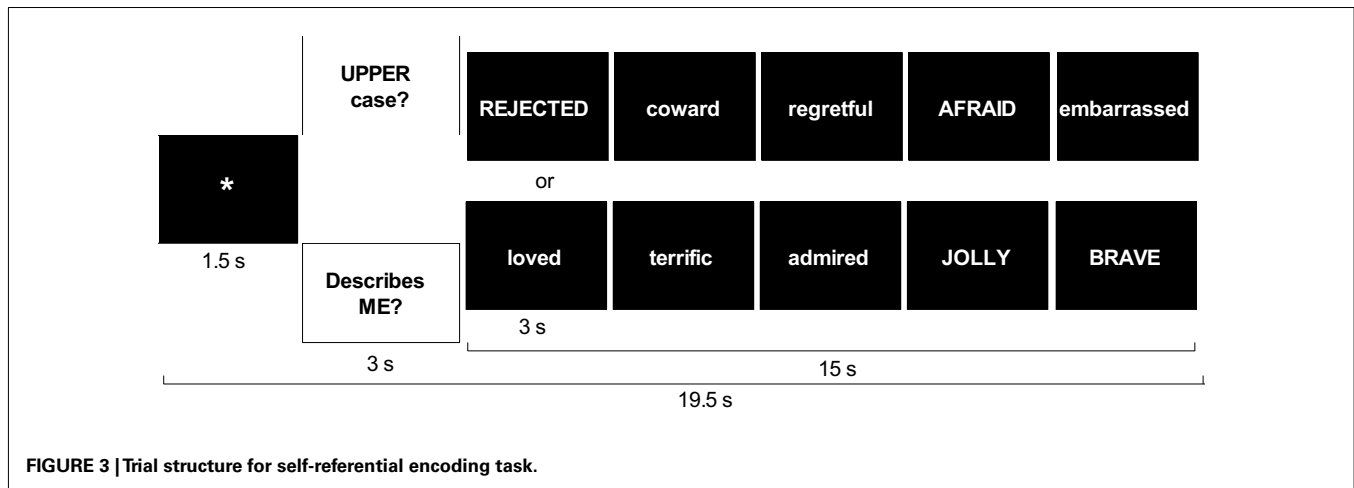 UPPER
case?
REJECTED coward regretful AFRAID embarrassed
*
or
1.5 s
Describes
ME?
loved terrific admired JOLLY BRAVE
3 s
3 s
15 s
19.5 s
FIGURE 3 | Trial structure for self-referential encoding task.